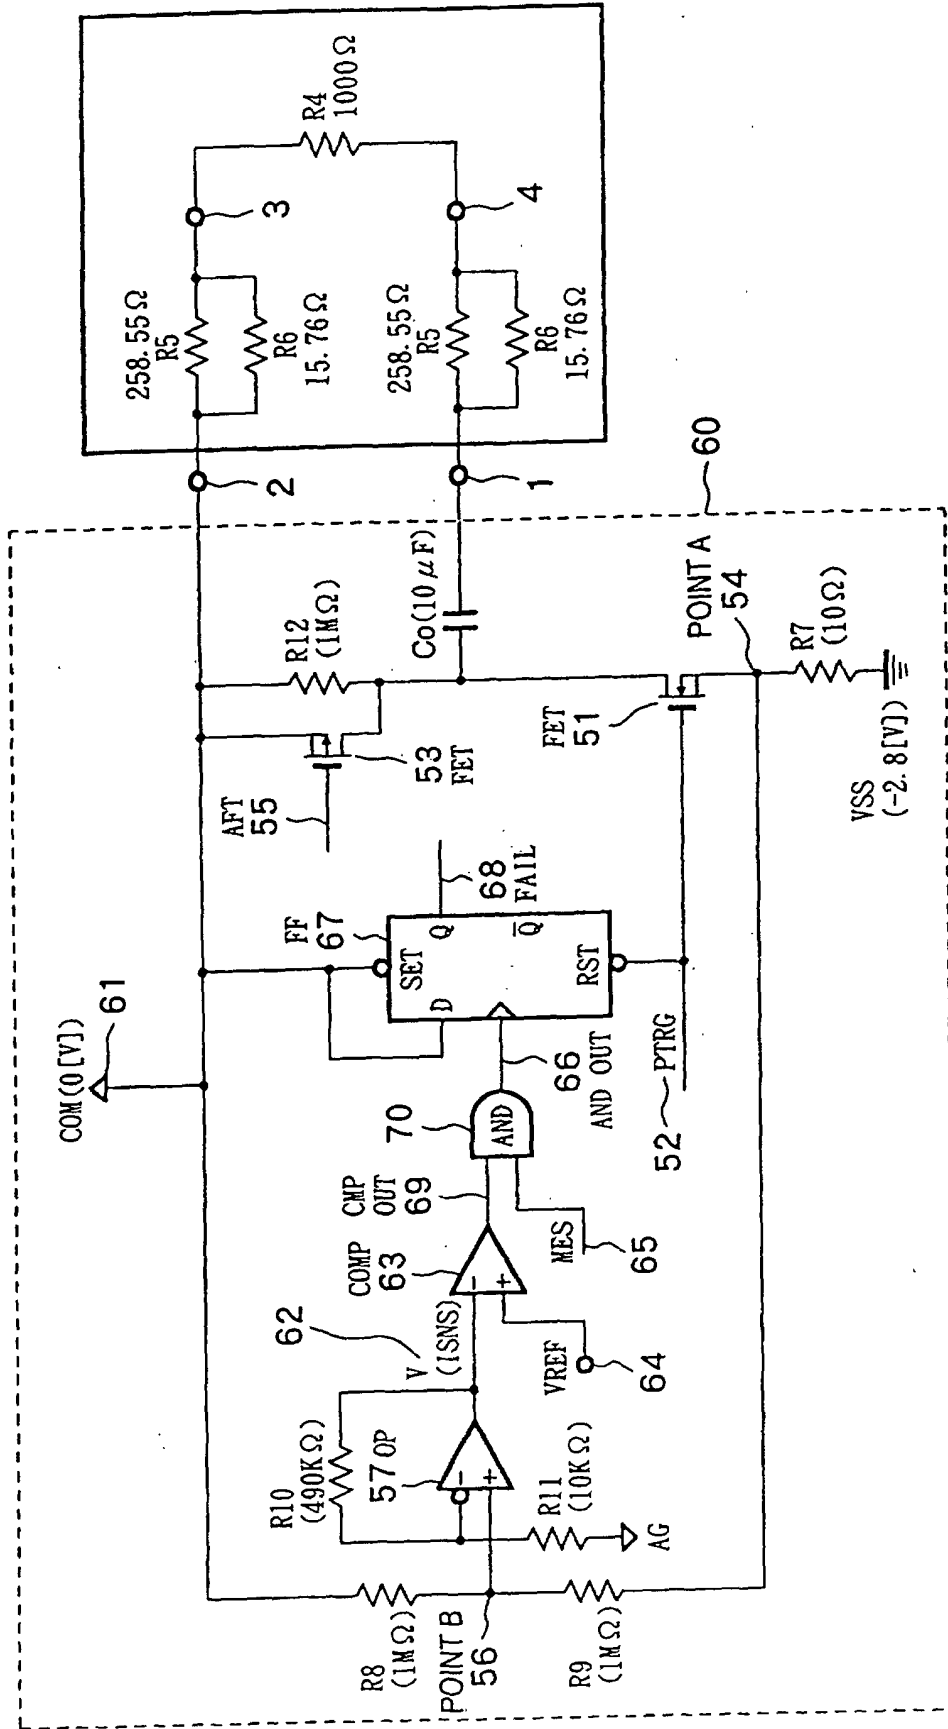 COM(0[V])
61
R4
1000Ω
3
4
258.55Ω
R5
R6
15.76Ω
258.55Ω
R5
R6
15.76Ω
2
1
60
R12
(1MΩ)
Co(10μF)
POINT A
54
R7
(10Ω)
FET
51
53
FET
AFT
55
VSS
(-2.8[V])
FF
67
SET
D
Q
Q
RST
68
FAIL
66
AND OUT
52
PTRG
70
AND
CMP
OUT
69
COMP
63
-
+
MES
65
62
V
(ISNS)
VREF
64
R10
(490KΩ)
57 OP
-
+
R11
(10KΩ)
AG
R8
(1MΩ)
POINT B
56
R9
(1MΩ)